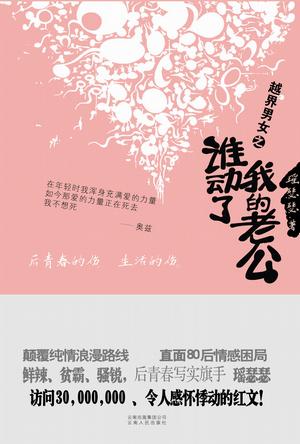 越界男女之
谁动了
我的老公
瑶瑟瑟 著
在年轻时我浑身充满爱的力量
如今那爱的力量正在死去
我不想死
——奥兹
后青春的伤 生活的伤
颠覆纯情浪漫路线 直面80后情感困局
鲜辣、贫霸、骚锐，后青春写实旗手 瑶瑟瑟
访问30,000,000 、令人感怀悸动的红文！
云南出版集团公司
云南人民出版社